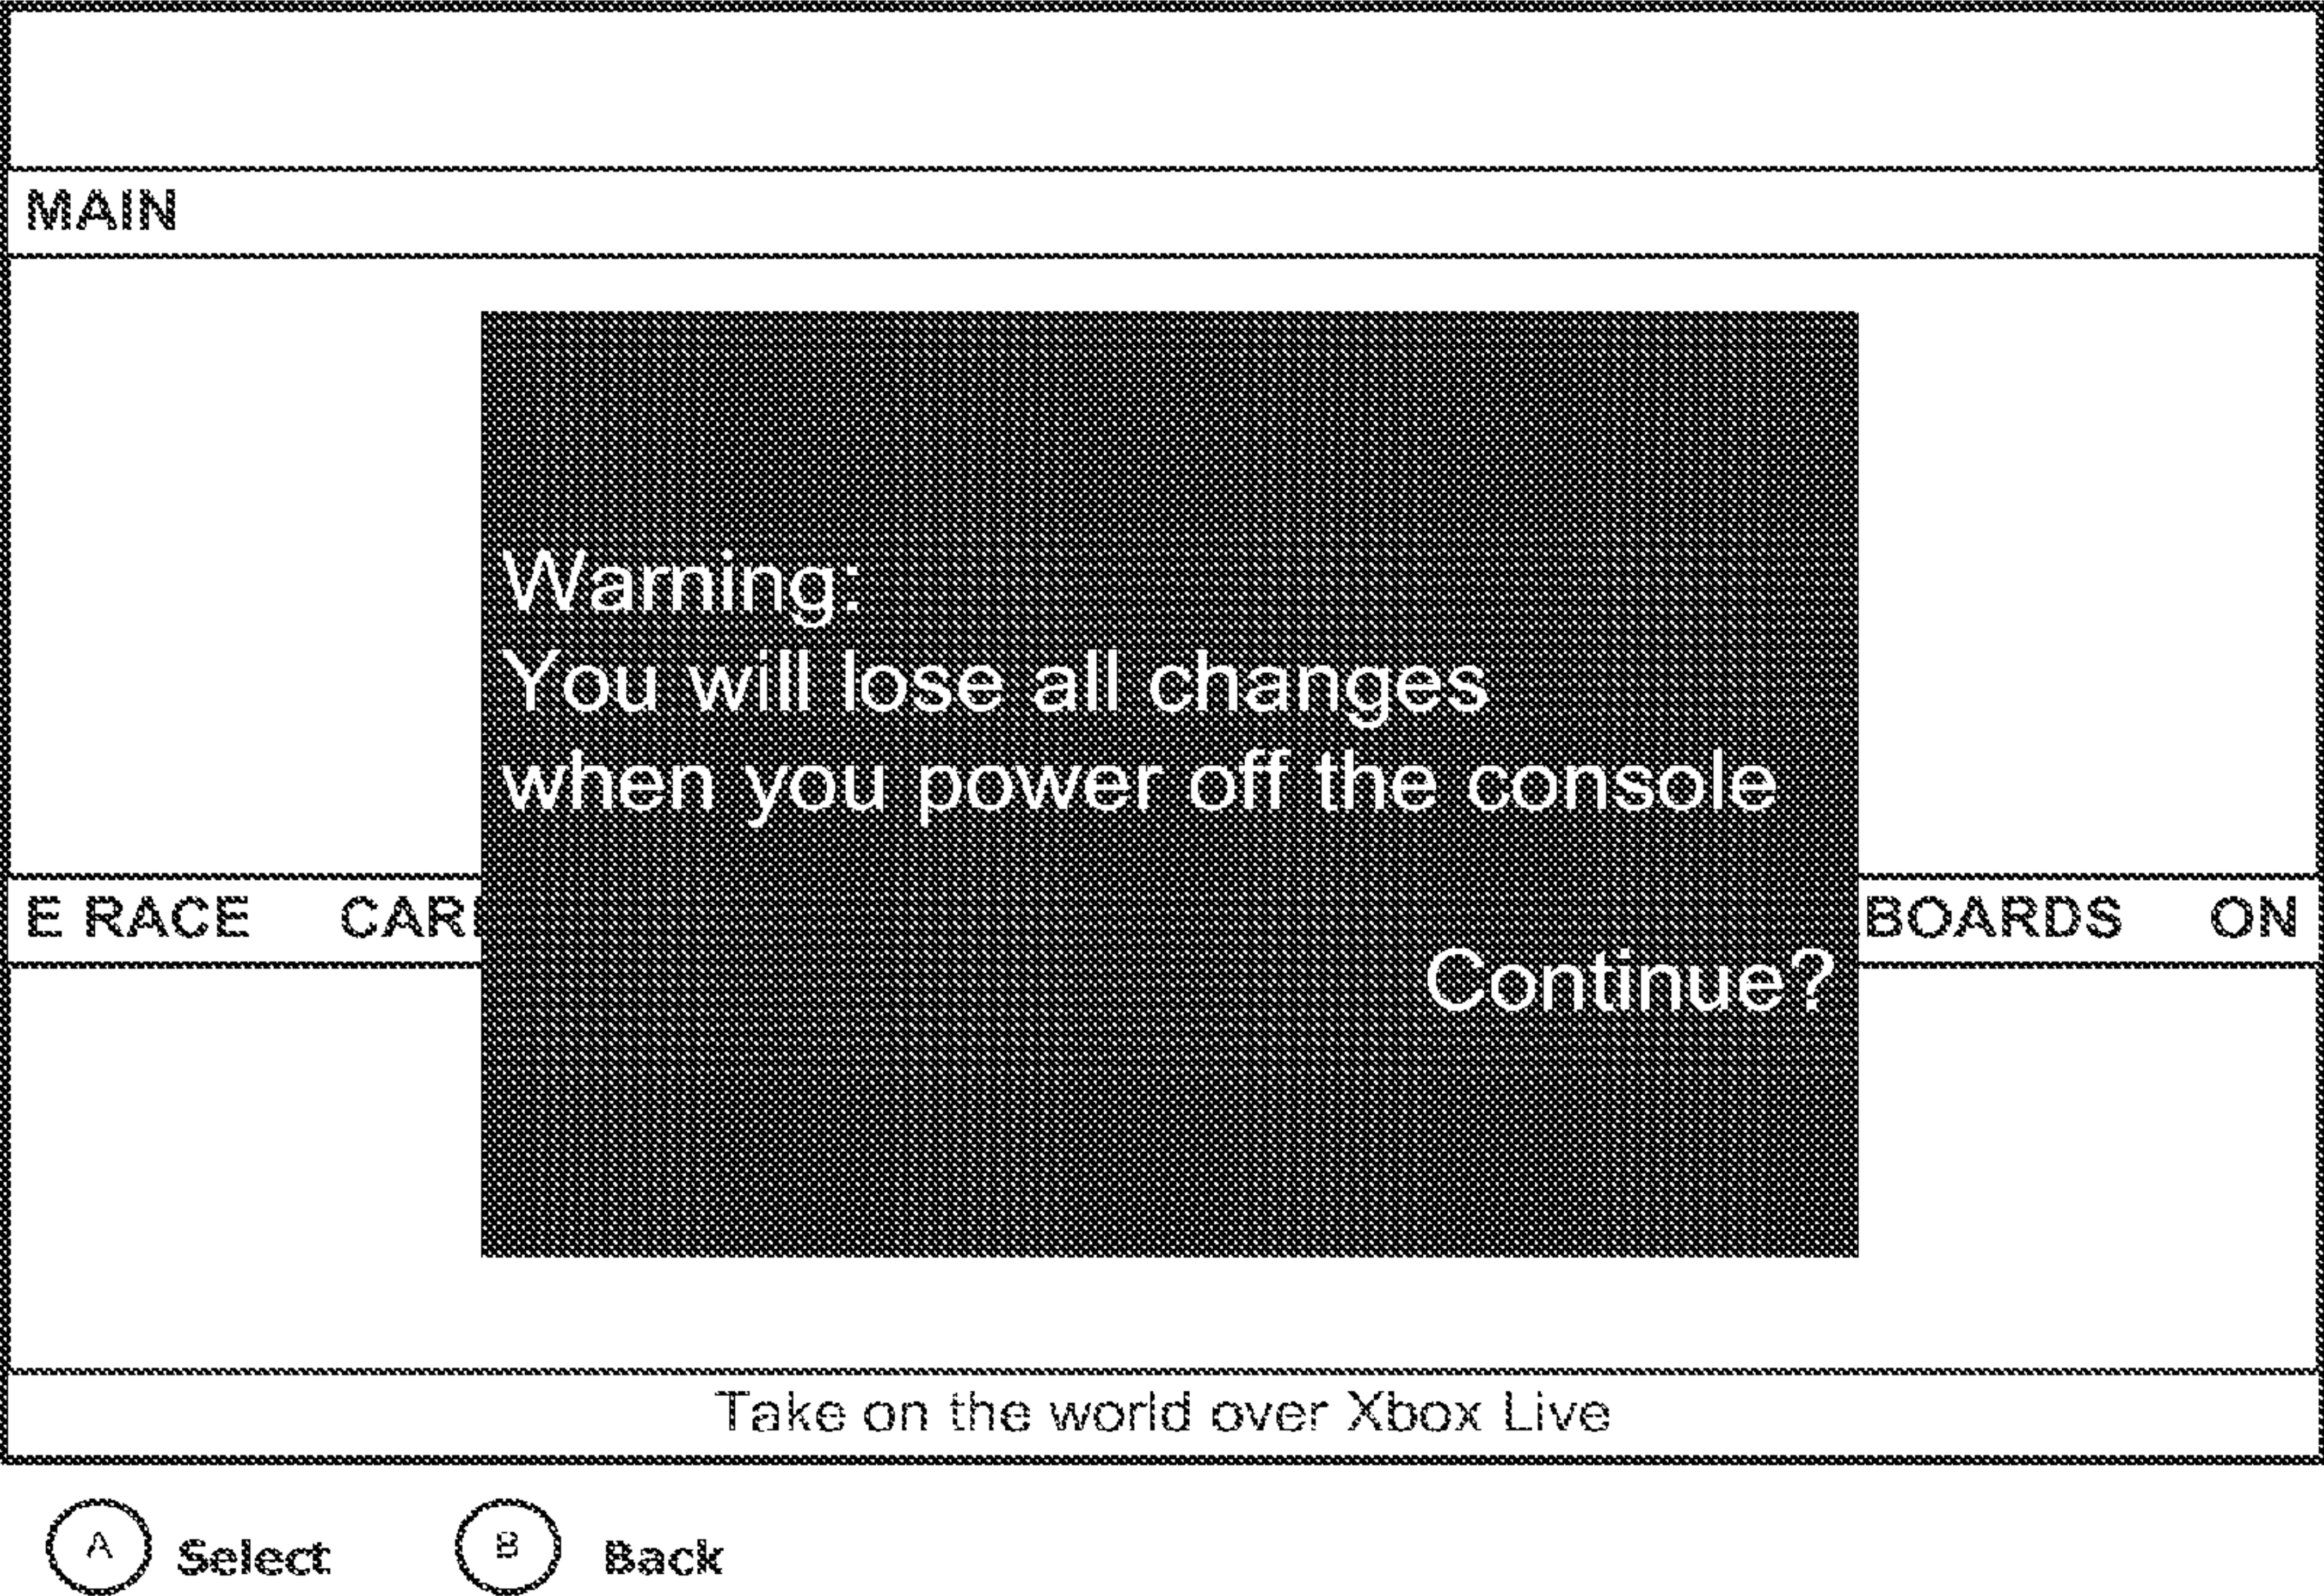 MAIN
Warning:
You will lose all changes
when you power off the console
E RACE CAR BOARDS ON
Continue?
Take on the world over Xbox Live
A Select B Back